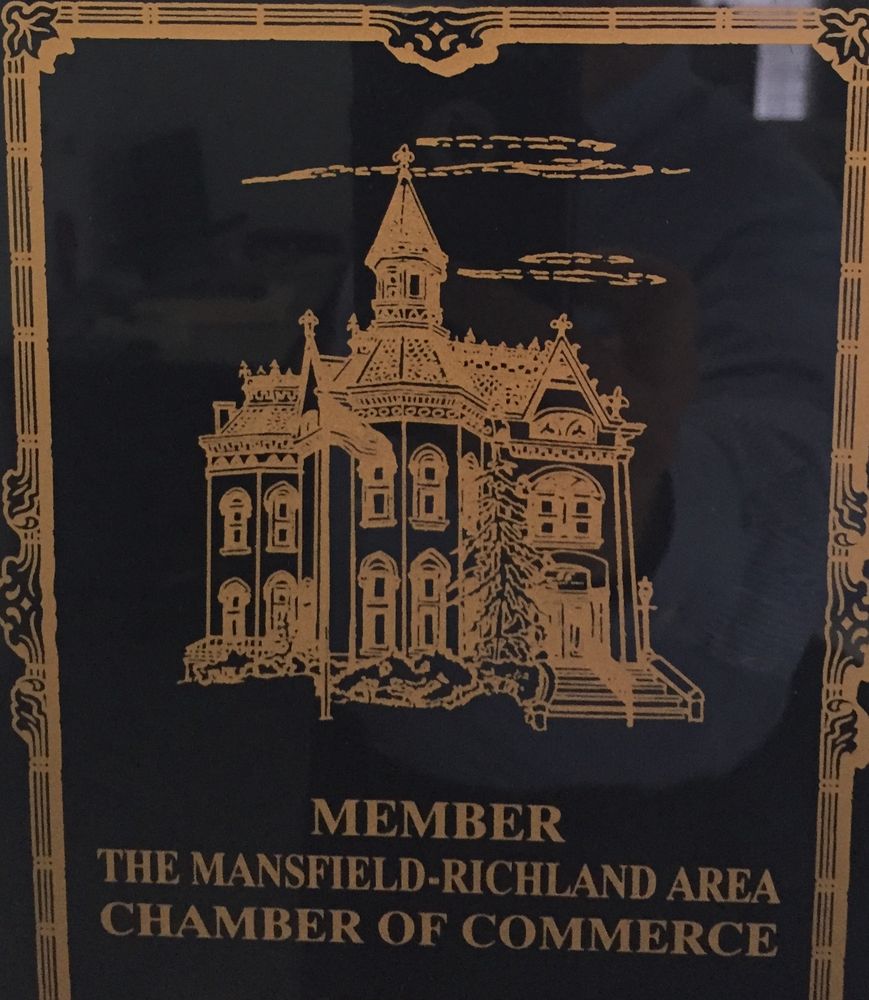 MEMBER
THE MANSFIELD-RICHLAND AREA
CHAMBER OF COMMERCE